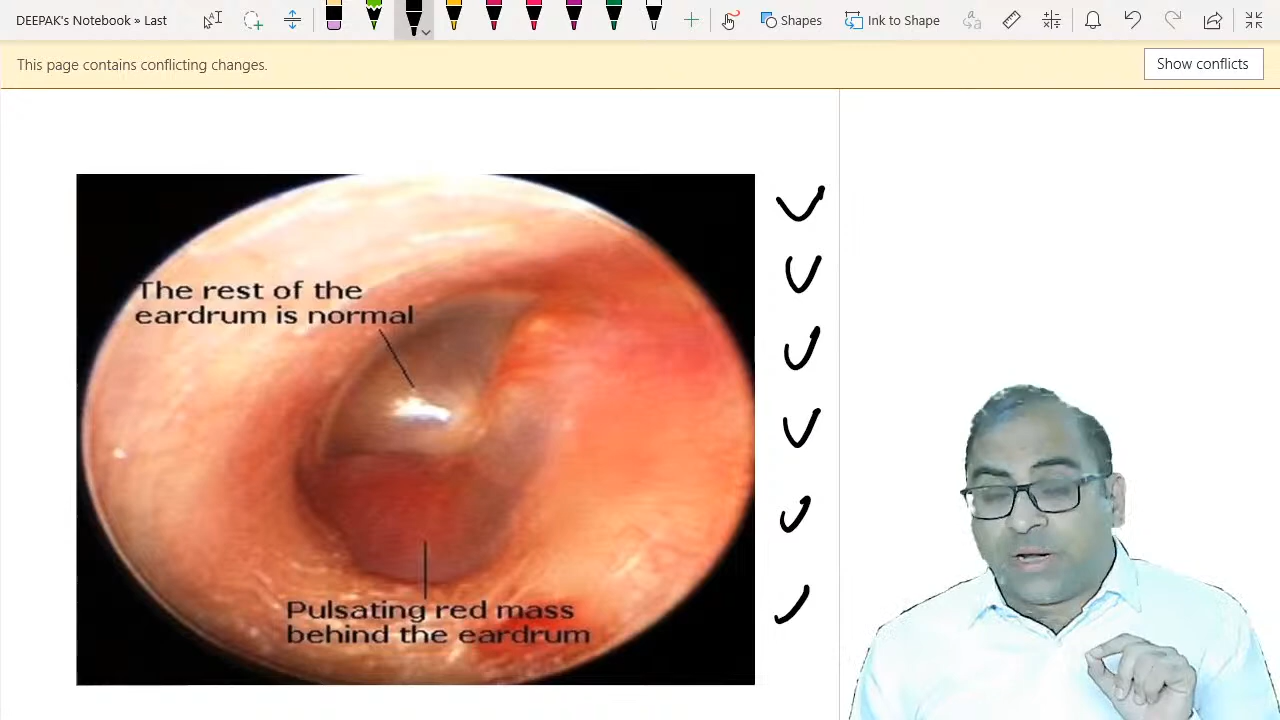 DEEPAK's Notebook » Last
Shapes
Ink to Shape
This page contains conflicting changes.
Show conflicts
The rest of the
eardrum is normal
Pulsating red mass
behind the eardrum